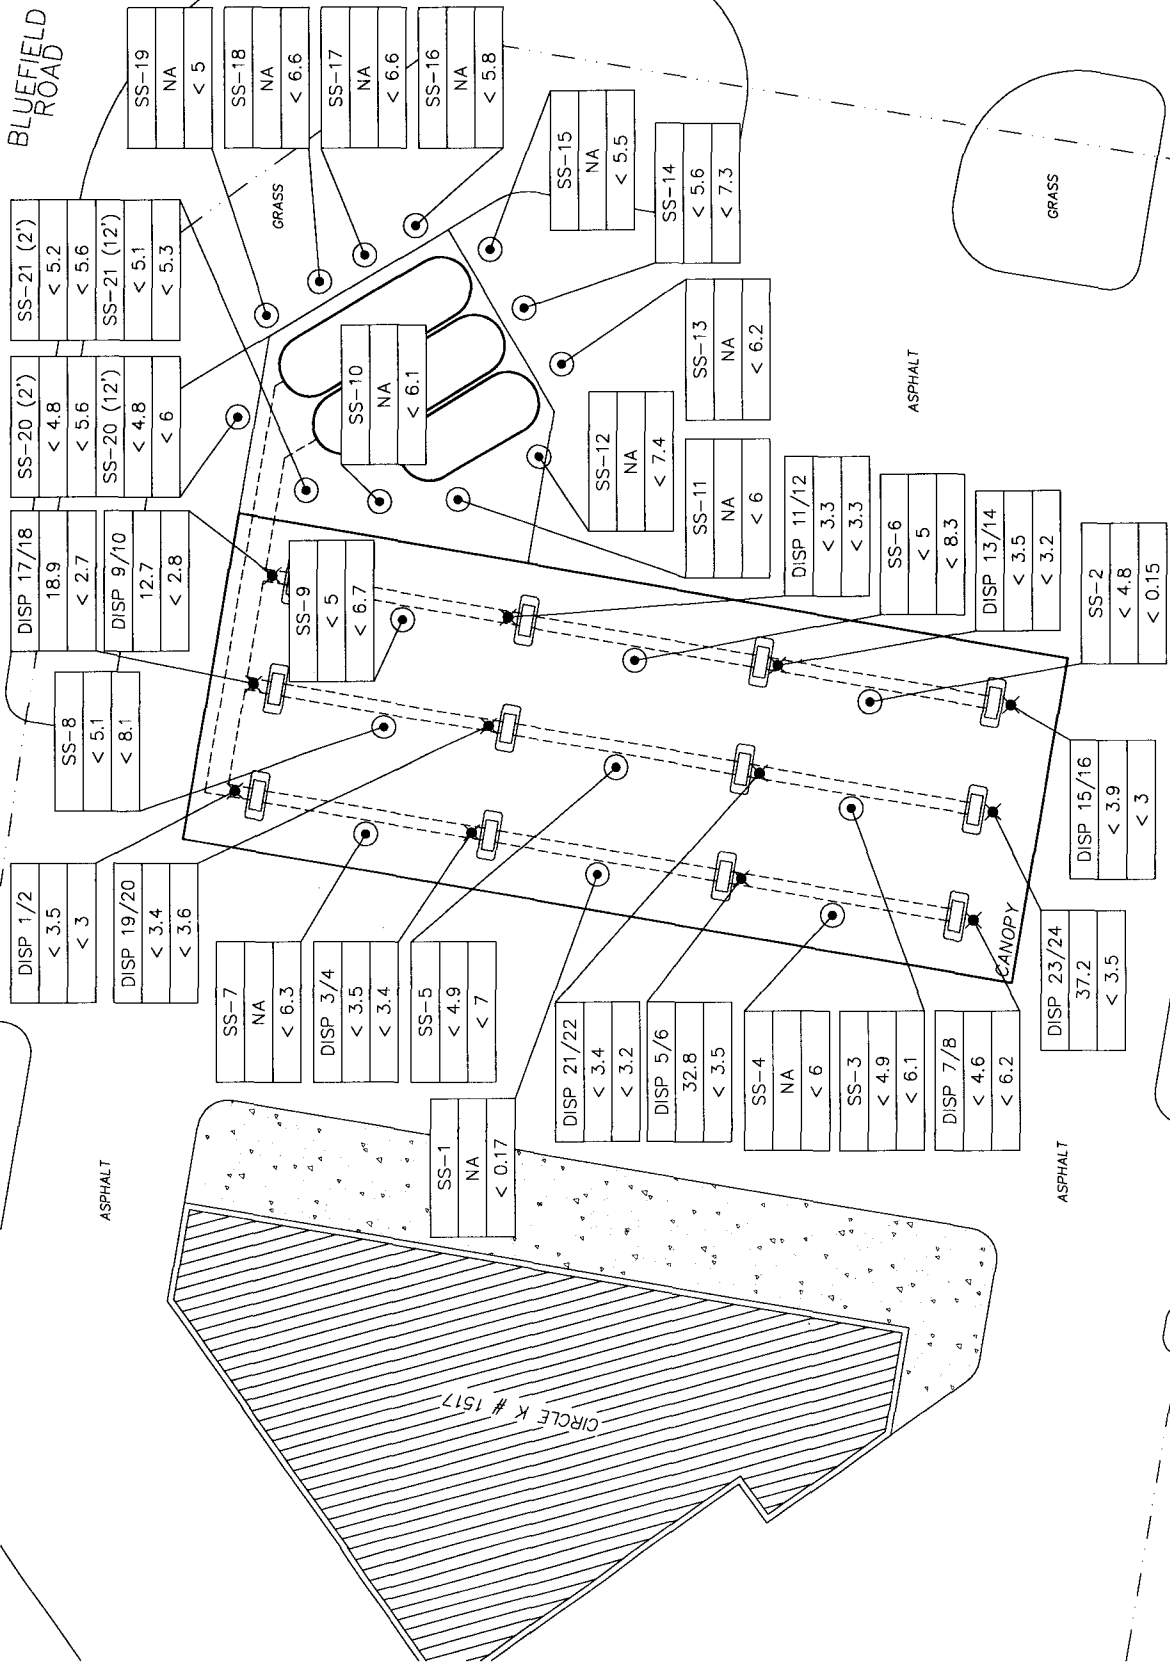 BLUEFIELD
ROAD
SS-19
NA
< 5
SS-18
NA
< 6.6
SS-17
NA
< 6.6
SS-16
NA
< 5.8
SS-15
NA
< 5.5
SS-14
< 5.6
< 7.3
SS-21 (2')
< 5.2
< 5.6
SS-21 (12')
< 5.1
< 5.3
GRASS
GRASS
SS-20 (2')
< 4.8
< 5.6
SS-20 (12')
< 4.8
< 6
SS-10
NA
< 6.1
SS-13
NA
< 6.2
ASPHALT
SS-12
NA
< 7.4
SS-11
NA
< 6
DISP 17/18
18.9
< 2.7
DISP 9/10
12.7
< 2.8
SS-9
< 5
< 6.7
DISP 11/12
< 3.3
< 3.3
SS-6
< 5
< 8.3
DISP 13/14
< 3.5
< 3.2
SS-2
< 4.8
< 0.15
SS-8
< 5.1
< 8.1
DISP 15/16
< 3.9
< 3
DISP 1/2
< 3.5
< 3
DISP 19/20
< 3.4
< 3.6
SS-7
NA
< 6.3
DISP 3/4
< 3.5
< 3.4
SS-5
< 4.9
< 7
CANOPY
DISP 23/24
37.2
< 3.5
DISP 21/22
< 3.4
< 3.2
DISP 5/6
32.8
< 3.5
SS-4
NA
< 6
SS-3
< 4.9
< 6.1
DISP 7/8
< 4.6
< 6.2
SS-1
NA
< 0.17
ASPHALT
ASPHALT
CIRCLE K # 1517